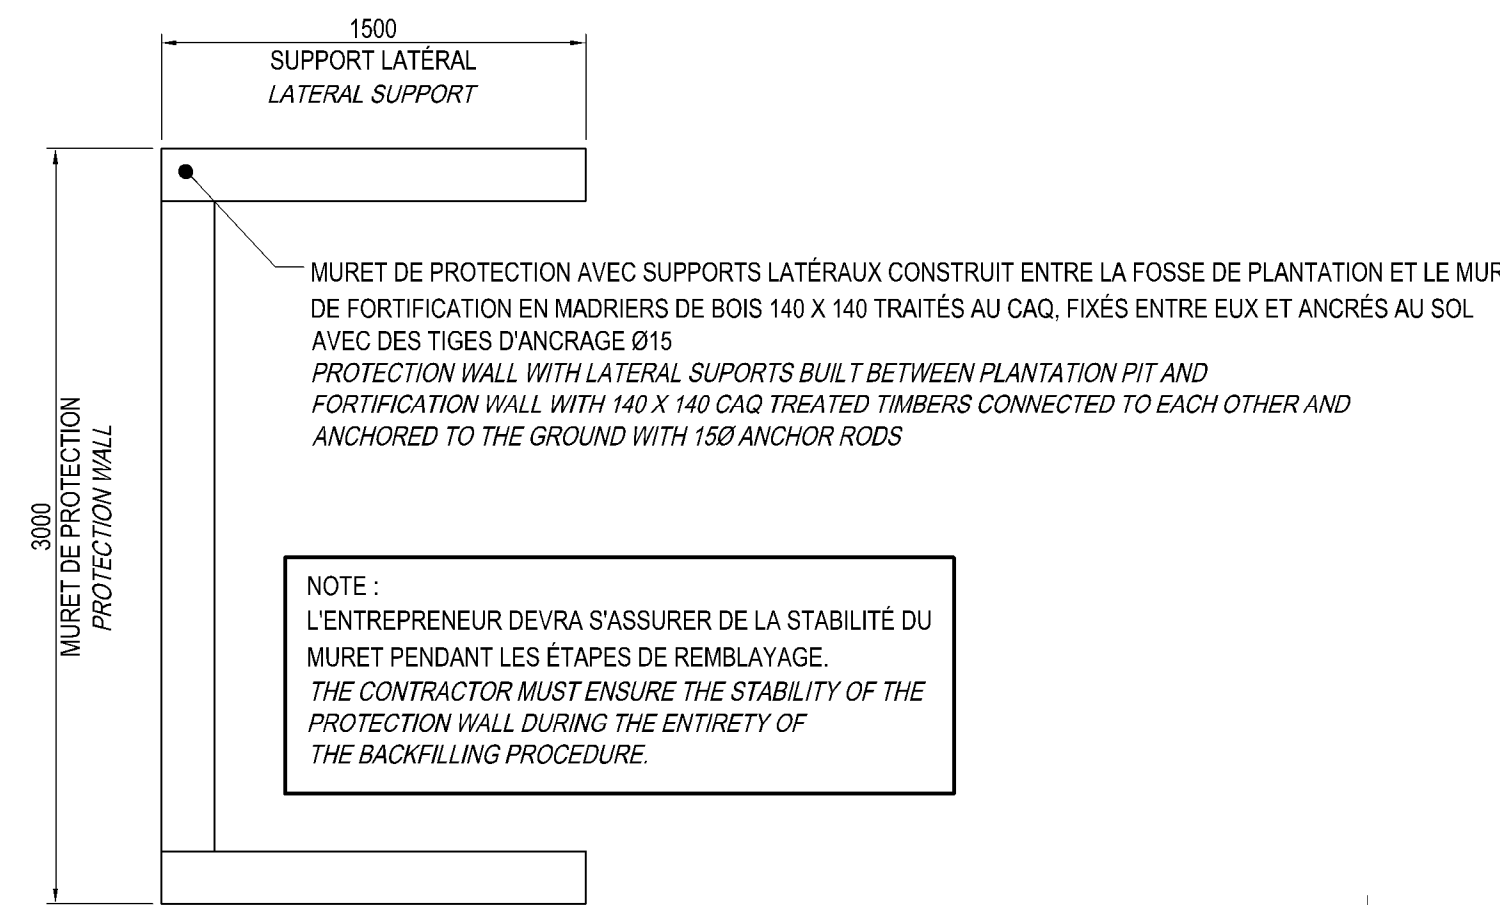 1500
SUPPORT LATÉRAL
LATERAL SUPPORT
MURET DE PROTECTION AVEC SUPPORTS LATÉRAUX CONSTRUIT ENTRE LA FOSSE DE PLANTATION ET LE MUR
DE FORTIFICATION EN MADRIERS DE BOIS 140 X 140 TRAITÉS AU CAQ, FIXÉS ENTRE EUX ET ANCRÉS AU SOL
AVEC DES TIGES D'ANCRAGE Ø15
PROTECTION WALL WITH LATERAL SUPORTS BUILT BETWEEN PLANTATION PIT AND
FORTIFICATION WALL WITH 140 X 140 CAQ TREATED TIMBERS CONNECTED TO EACH OTHER AND
ANCHORED TO THE GROUND WITH 15Ø ANCHOR RODS
3000
MURET DE PROTECTION
PROTECTION WALL
NOTE :
L'ENTREPRENEUR DEVRA S'ASSURER DE LA STABILITÉ DU
MURET PENDANT LES ÉTAPES DE REMBLAYAGE.
THE CONTRACTOR MUST ENSURE THE STABILITY OF THE
PROTECTION WALL DURING THE ENTIRETY OF
THE BACKFILLING PROCEDURE.